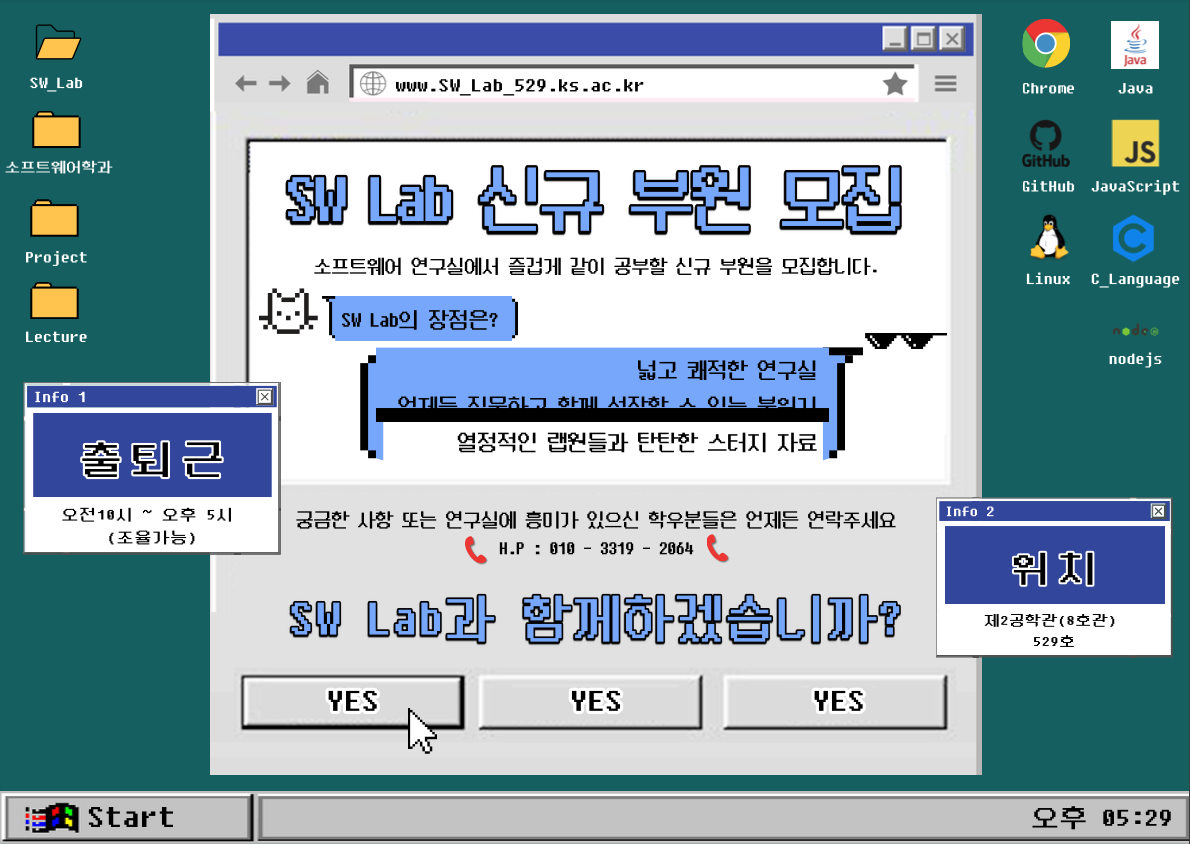 SW_Lab
소프트웨어학과
Project
Lecture
www.SW_Lab_529.ks.ac.kr
Chrome
Java
Java
GitHub
GitHub
JS
JavaScript
Linux
C
C_Language
node
nodejs
SW Lab 신규 부원 모집
소프트웨어 연구실에서 즐겁게 같이 공부할 신규 부원을 모집합니다.
SW Lab의 장점은?
넓고 쾌적한 연구실
언제든 질문하고 함께 성장할 수 있는 분위기
열정적인 랩원들과 탄탄한 스터지 자료
Info 1
출퇴근
오전10시 ~ 오후 5시
(조율가능)
궁금한 사항 또는 연구실에 흥미가 있으신 학우분들은 언제든 연락주세요
H.P : 010 - 3319 - 2064
Info 2
위치
제2공학관(8호관)
529호
SW Lab과 함께하겠습니까?
YES
YES
YES
Start
오후 05:29